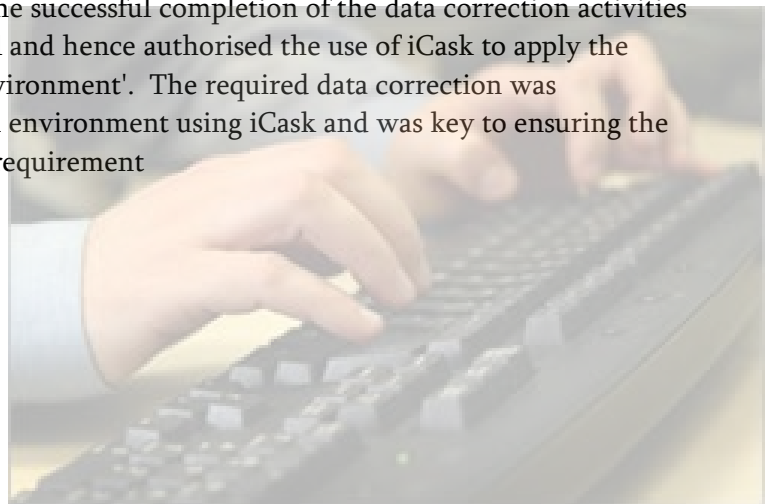 he successful completion of the data correction activities
and hence authorised the use of iCask to apply the
vironment'. The required data correction was
environment using iCask and was key to ensuring the
requirement